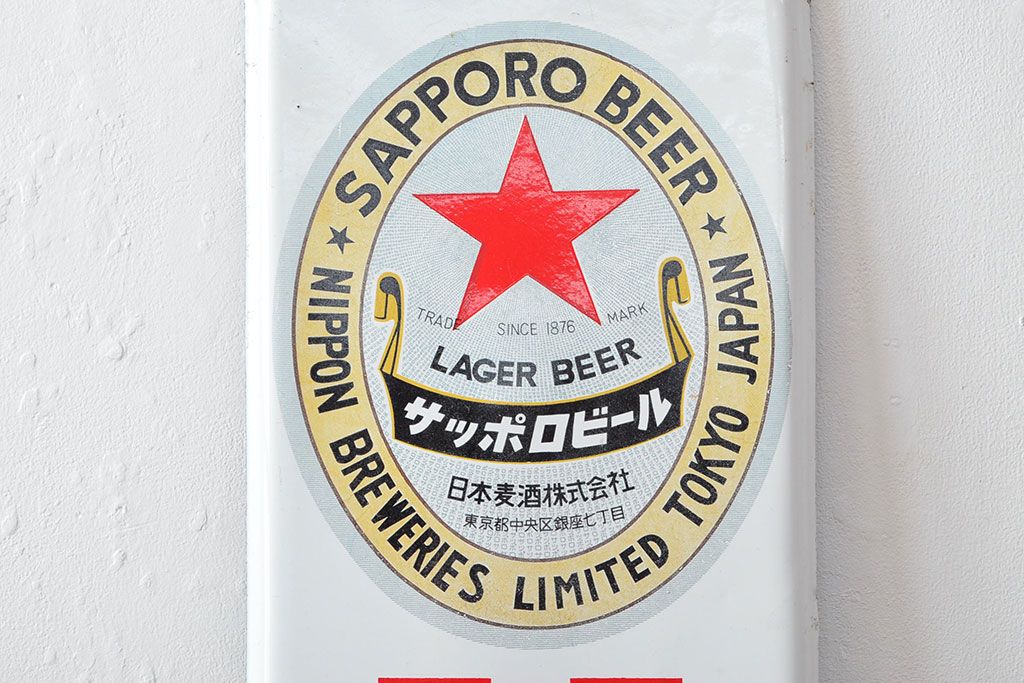 SAPPORO BEER
NIPPON BREWERIES LIMITED TOKYO JAPAN
TRADE SINCE 1876 MARK
LAGER BEER
サッポロビール
日本麦酒株式会社
東京都中央区銀座七丁目